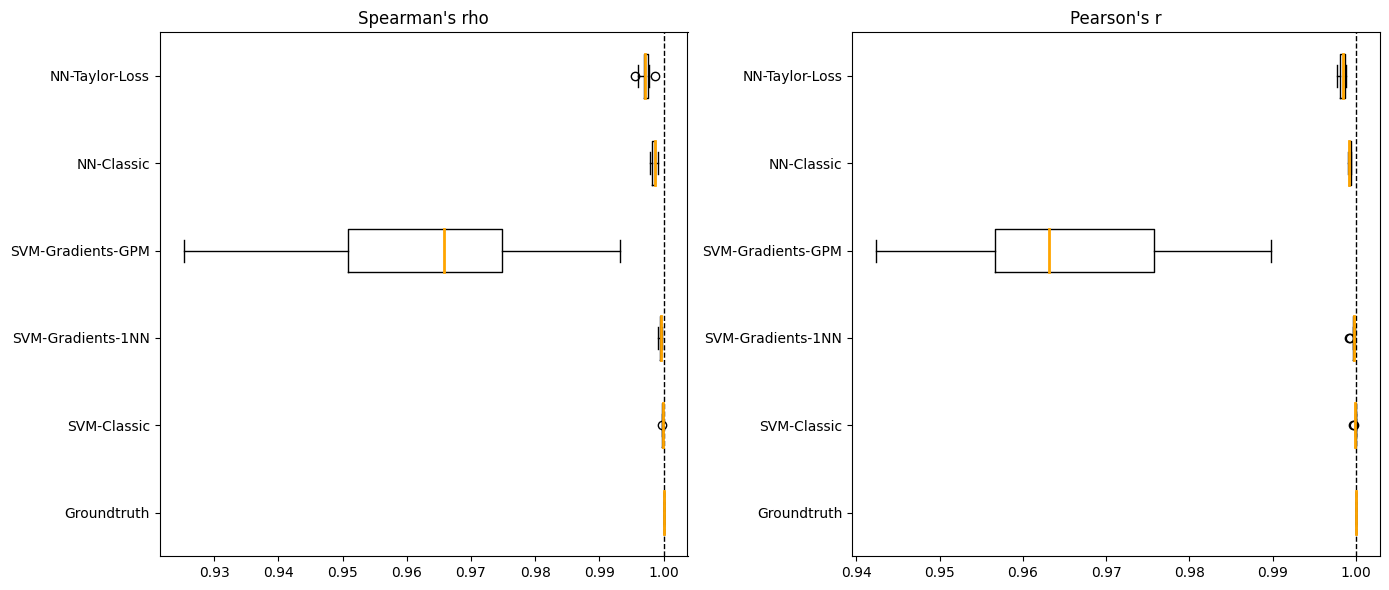 Spearman's rho
NN-Taylor-Loss
NN-Classic
SVM-Gradients-GPM
SVM-Gradients-1NN
SVM-Classic
Groundtruth
0.93 0.94 0.95 0.96 0.97 0.98 0.99 1.00
Pearson's r
NN-Taylor-Loss
NN-Classic
SVM-Gradients-GPM
SVM-Gradients-1NN
SVM-Classic
Groundtruth
0.94 0.95 0.96 0.97 0.98 0.99 1.00